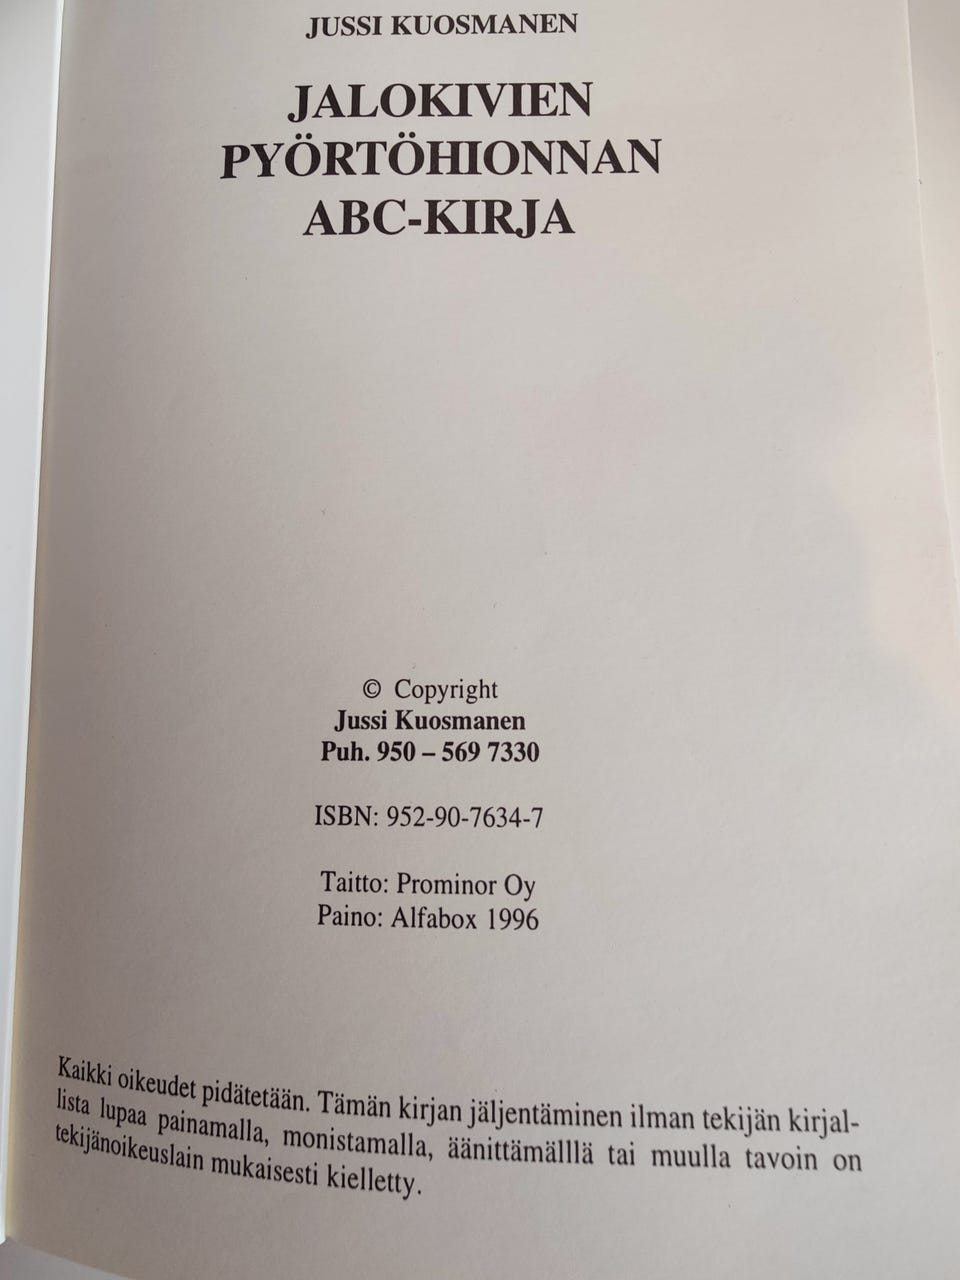 JUSSI KUOSMANEN
JALOKIVIEN
PYÖRTÖHIONNAN
ABC-KIRJA
© Copyright
Jussi Kuosmanen
Puh. 950 – 569 7330
ISBN: 952-90-7634-7
Taitto: Prominor Oy
Paino: Alfabox 1996
Kaikki oikeudet pidätetään. Tämän kirjan jäljentäminen ilman tekijän kirjal-
lista lupaa painamalla, monistamalla, äänittämälllä tai muulla tavoin on
tekijänoikeuslain mukaisesti kielletty.